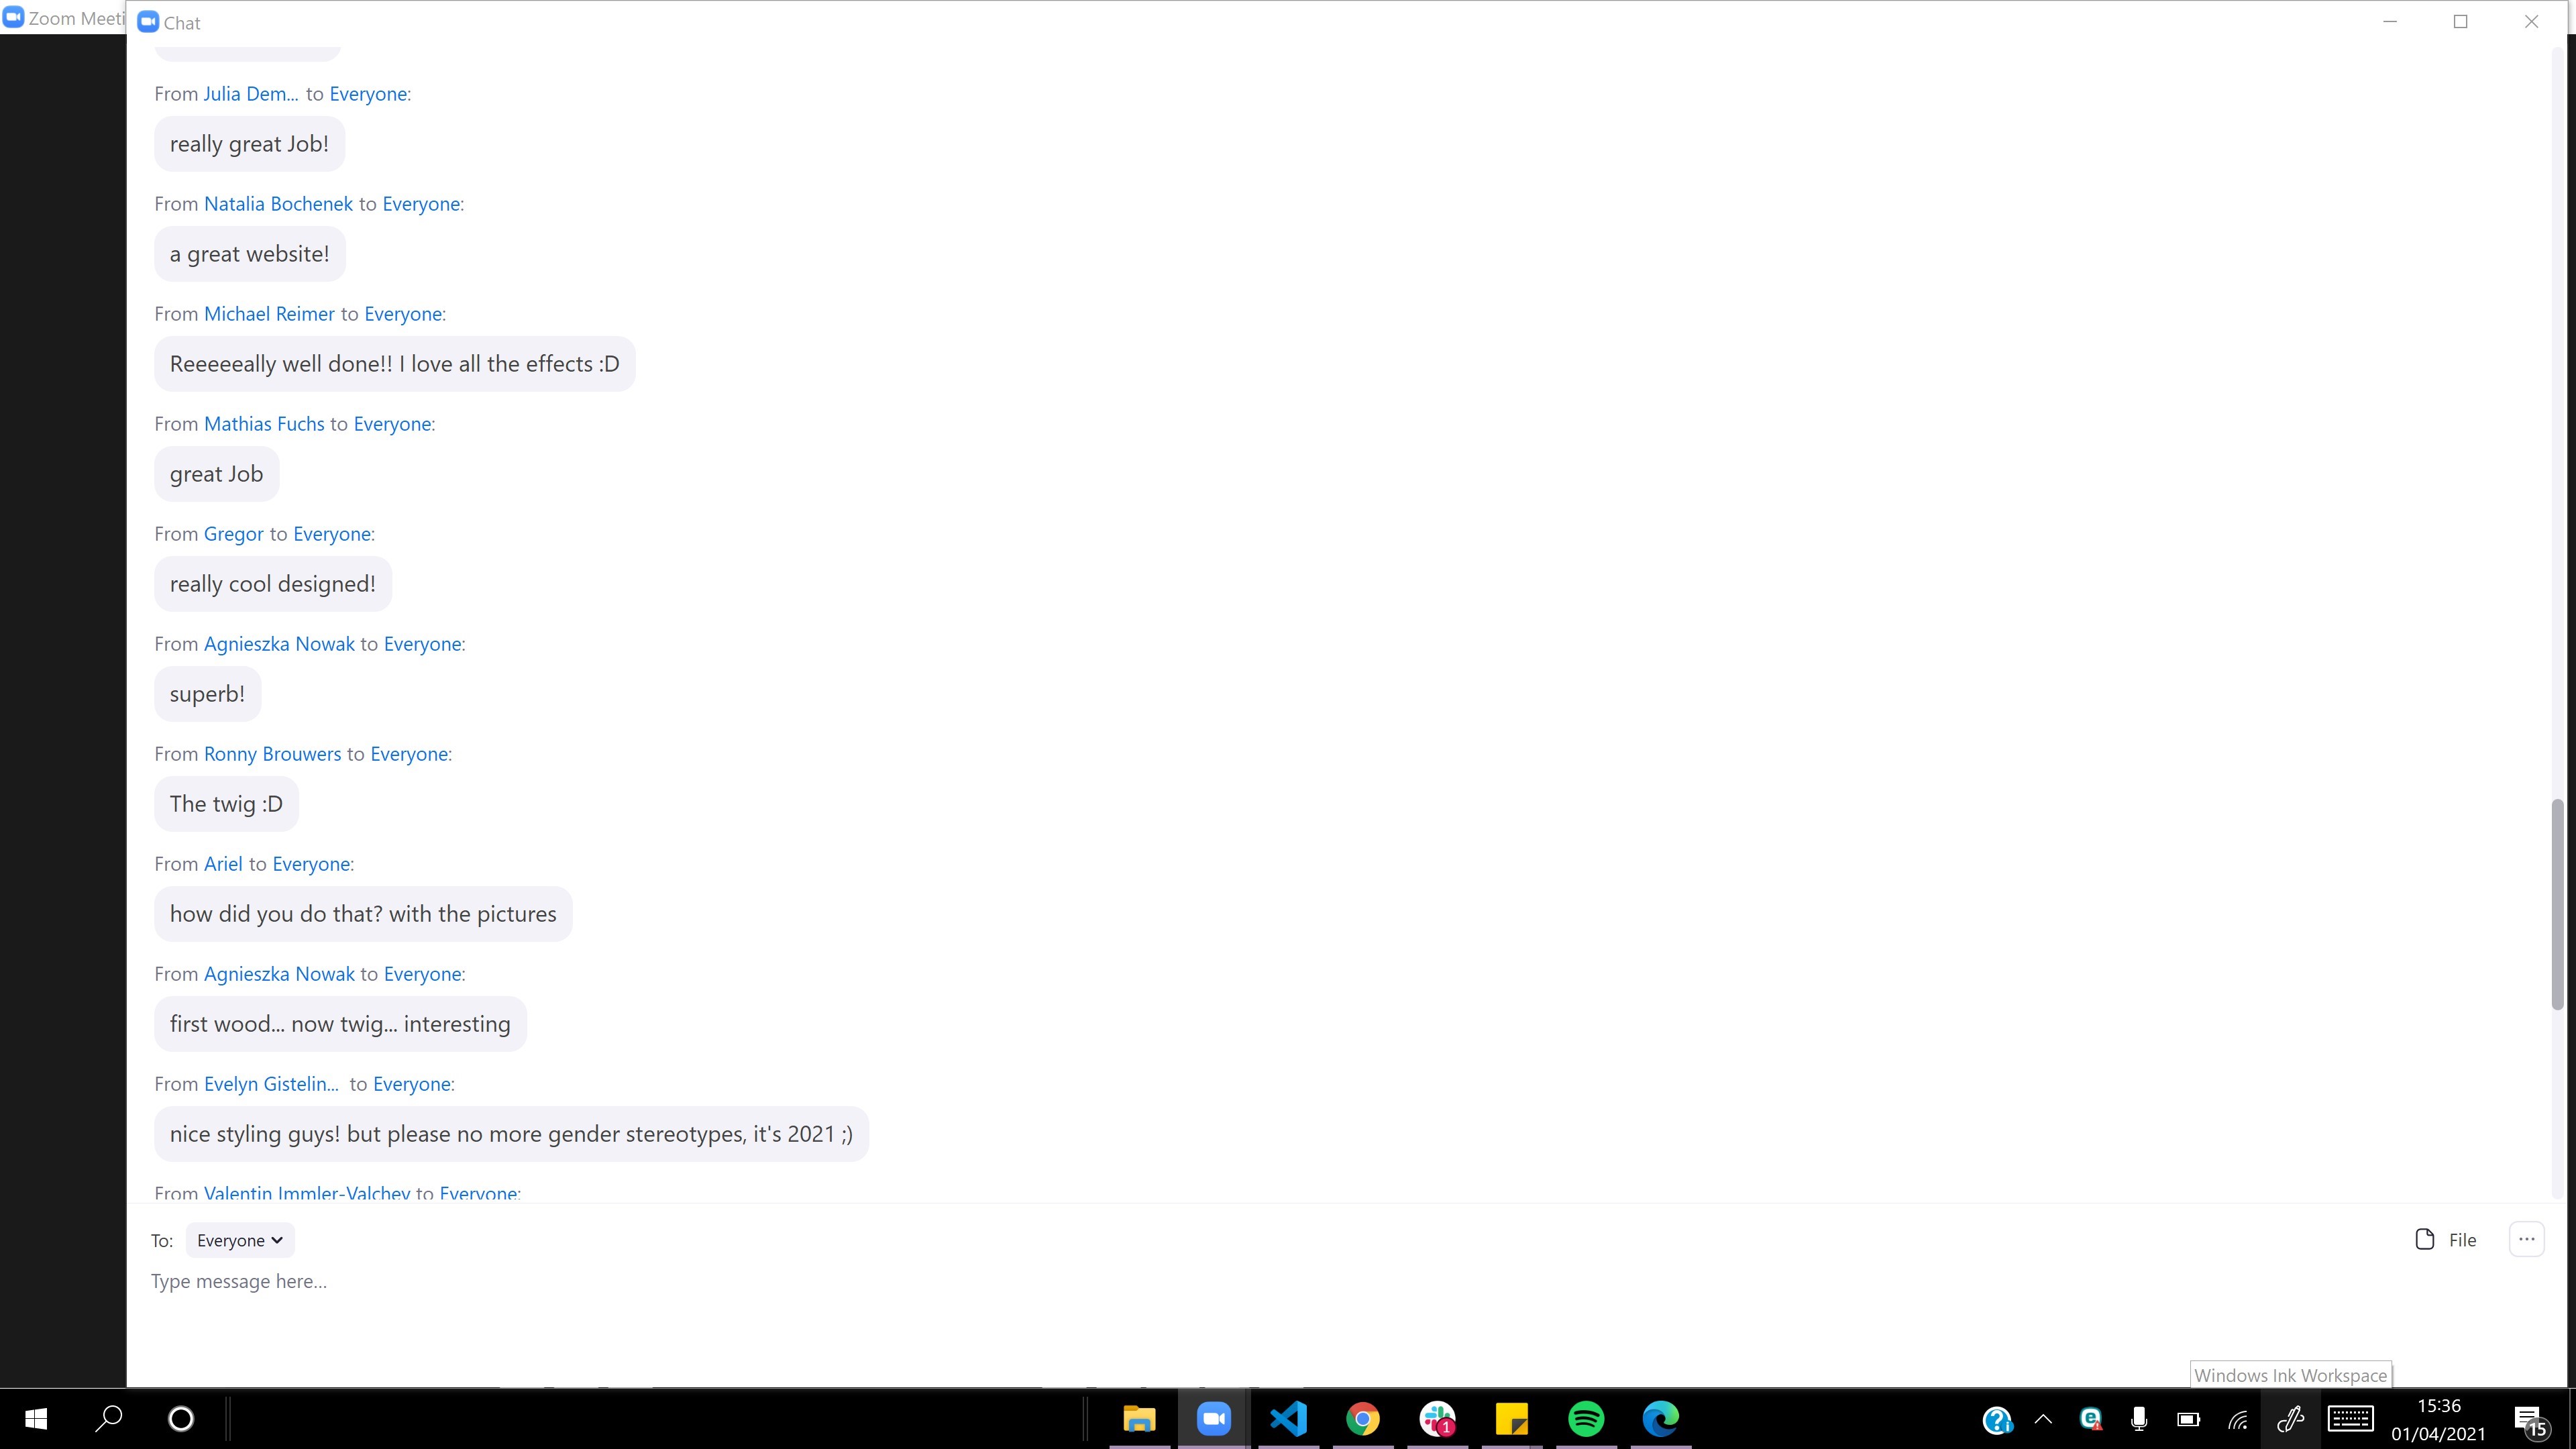 Zoom Meeti
Chat
From Julia Dem... to Everyone:
really great Job!
From Natalia Bochenek to Everyone:
a great website!
From Michael Reimer to Everyone:
Reeeeeally well done!! I love all the effects :D
From Mathias Fuchs to Everyone:
great Job
From Gregor to Everyone:
really cool designed!
From Agnieszka Nowak to Everyone:
superb!
From Ronny Brouwers to Everyone:
The twig :D
From Ariel to Everyone:
how did you do that? with the pictures
From Agnieszka Nowak to Everyone:
first wood... now twig... interesting
From Evelyn Gistelin... to Everyone:
nice styling guys! but please no more gender stereotypes, it's 2021 ;)
From Valentin Immler-Valchev to Everyone:
To: Everyone
File
Type message here...
Windows Ink Workspace
1
15:36
01/04/2021
15